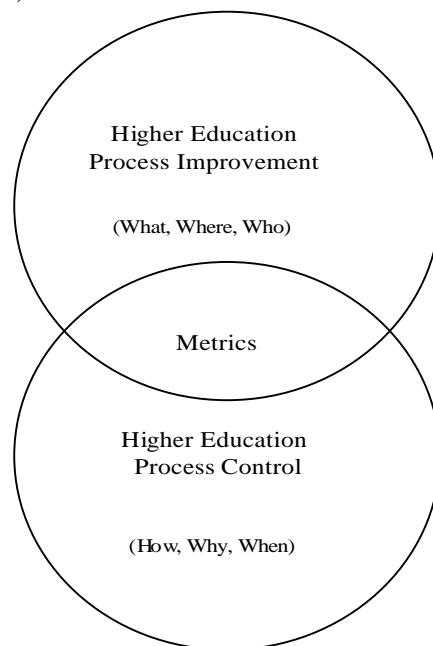 )
Higher Education
Process Improvement
(What, Where, Who)
Metrics
Higher Education
Process Control
(How, Why, When)